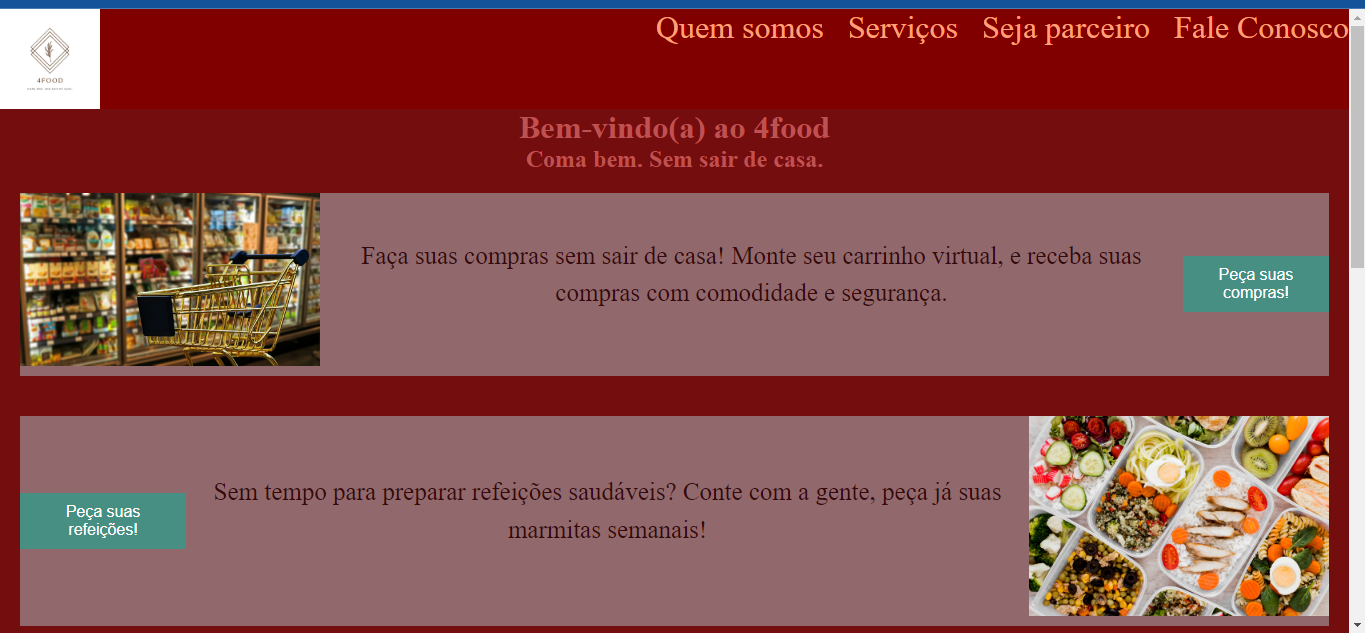 4FOOD
Quem somos Serviços Seja parceiro Fale Conosco
Bem-vindo(a) ao 4food
Coma bem. Sem sair de casa.
Faça suas compras sem sair de casa! Monte seu carrinho virtual, e receba suas
compras com comodidade e segurança.
Peça suas
compras!
Peça suas
refeições!
Sem tempo para preparar refeições saudáveis? Conte com a gente, peça já suas
marmitas semanais!